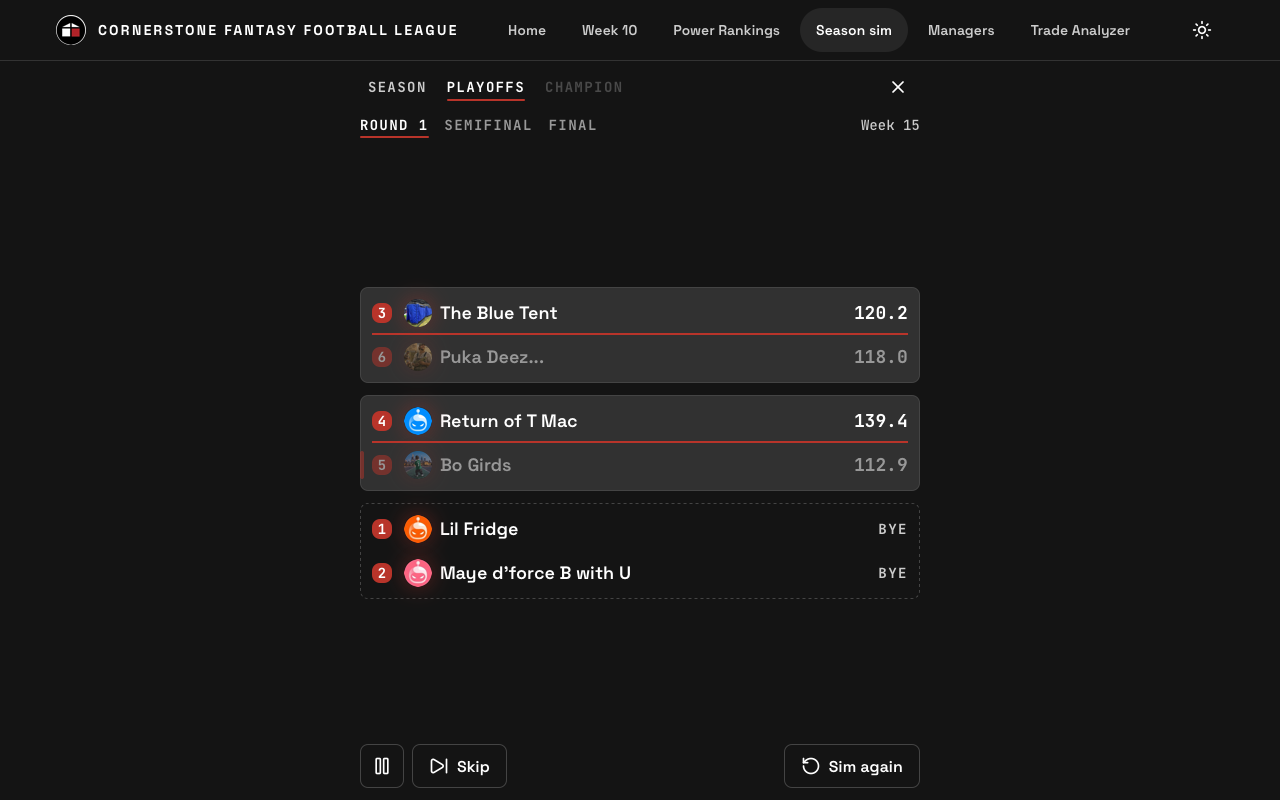 CORNERSTONE FANTASY FOOTBALL LEAGUE Home Week 10 Power Rankings Season sim Managers Trade Analyzer
SEASON PLAYOFFS CHAMPION
ROUND 1 SEMIFINAL FINAL Week 15
3 The Blue Tent 120.2
6 Puka Deez... 118.0
4 Return of T Mac 139.4
5 Bo Girds 112.9
1 Lil Fridge BYE
2 Maye d’force B with U BYE
Skip Sim again